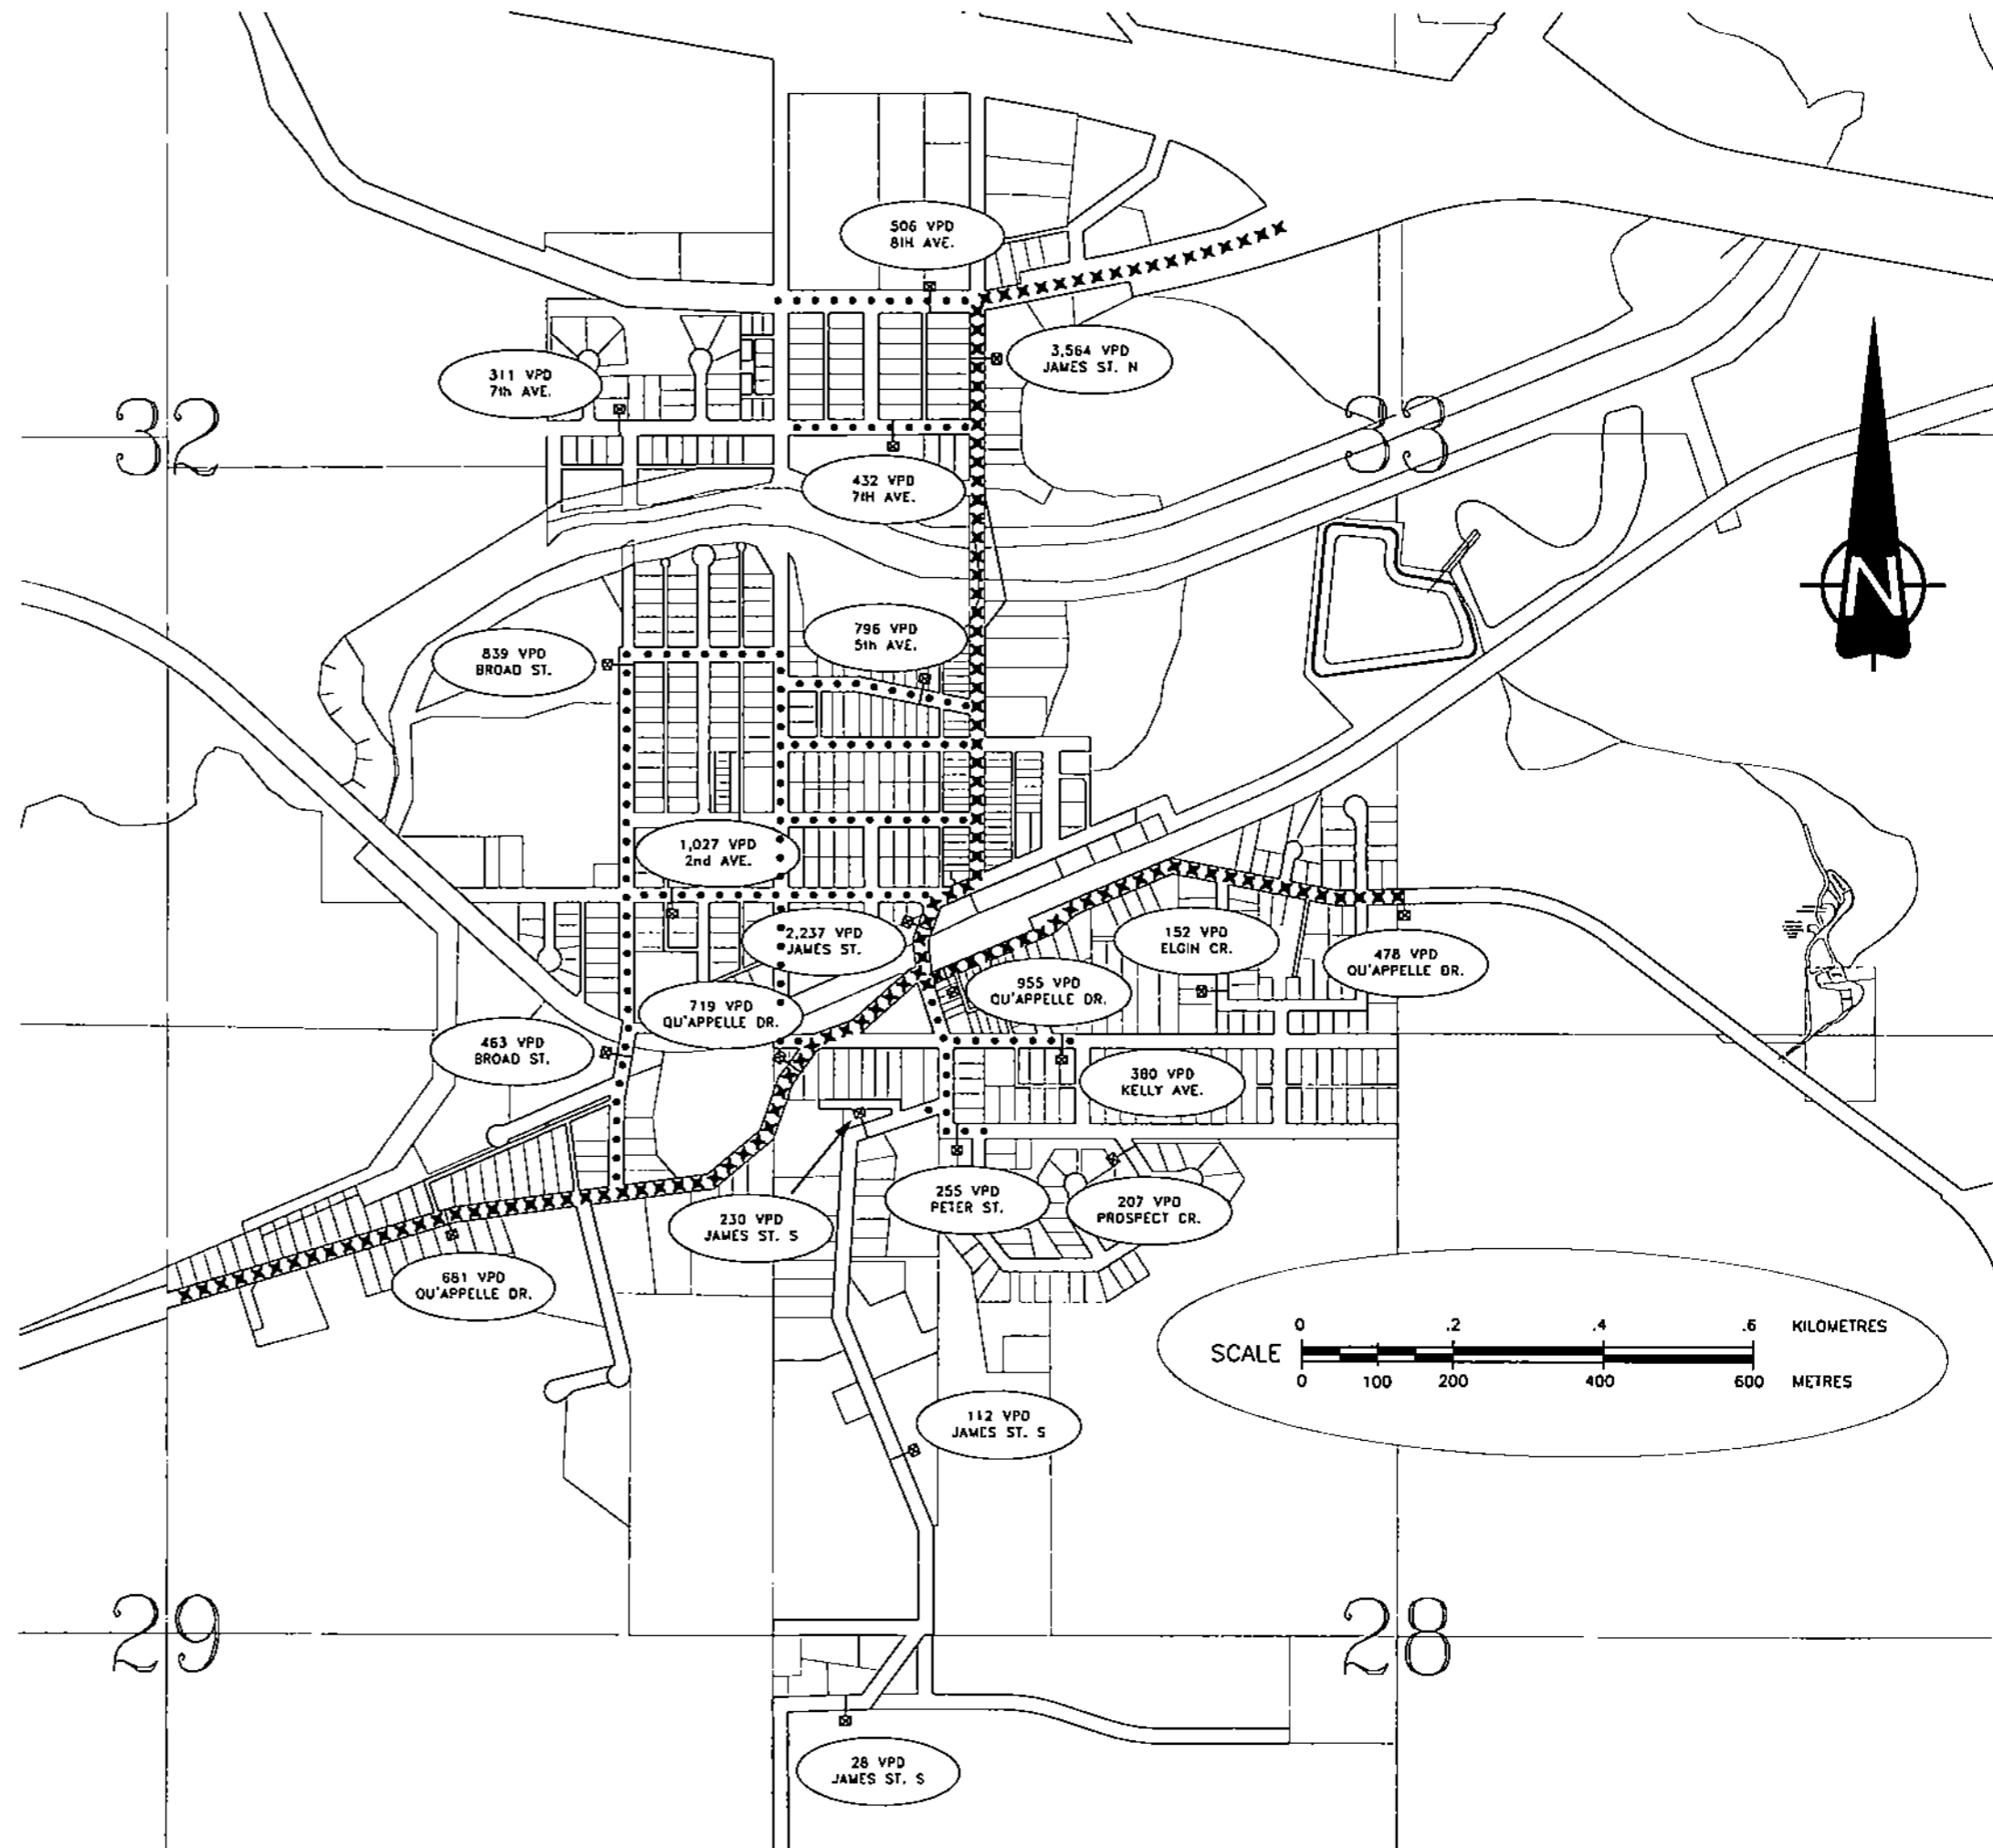 506 VPD
8TH AVE.
3,564 VPD
JAMES ST. N
311 VPD
7th AVE.
32
33
432 VPD
7TH AVE.
N
796 VPD
5th AVE.
839 VPD
BROAD ST.
1,027 VPD
2nd AVE.
2,237 VPD
JAMES ST.
152 VPD
ELGIN CR.
478 VPD
QU'APPELLE DR.
955 VPD
QU'APPELLE DR.
719 VPD
QU'APPELLE DR.
463 VPD
BROAD ST.
380 VPD
KELLY AVE.
255 VPD
PETER ST.
207 VPD
PROSPECT CR.
230 VPD
JAMES ST. S
681 VPD
QU'APPELLE DR.
0 .2 .4 .6 KILOMETRES
SCALE
0 100 200 400 600 METRES
112 VPD
JAMES ST. S
29
28
28 VPD
JAMES ST. S